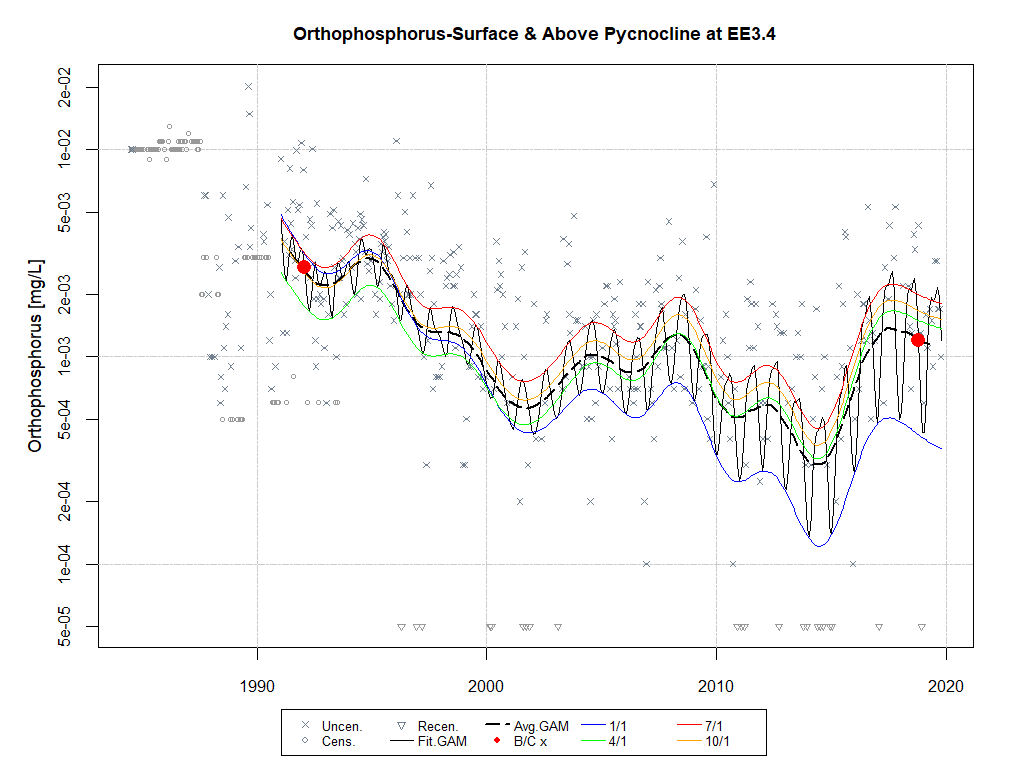 Orthophosphorus-Surface & Above Pycnocline at EE3.4
Orthophosphorus [mg/L]
2e-02
1e-02
5e-03
2e-03
1e-03
5e-04
2e-04
1e-04
5e-05
1990 2000 2010 2020
Uncen. Recen. Avg.GAM 1/1 7/1
Cens. Fit.GAM B/C x 4/1 10/1